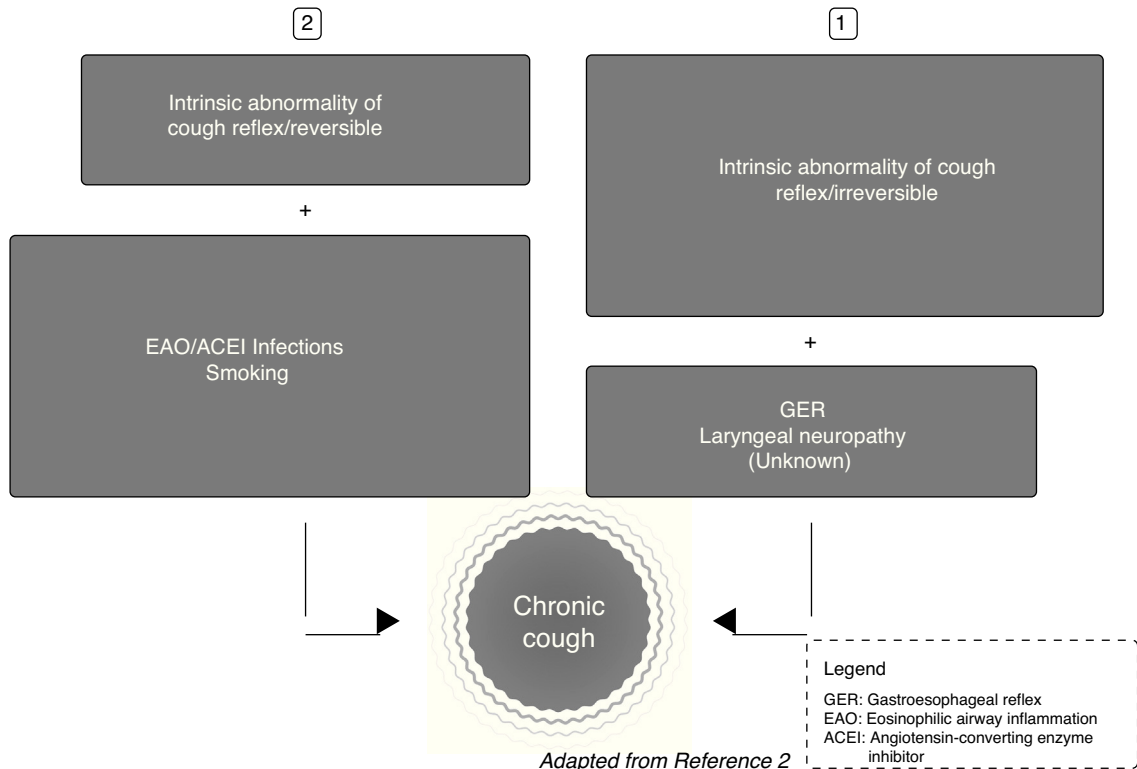 2
Intrinsic abnormality of
cough reflex/reversible
+
EAO/ACEI Infections
Smoking
1
Intrinsic abnormality of cough
reflex/irreversible
+
GER
Laryngeal neuropathy
(Unknown)
Chronic
cough
Legend
GER: Gastroesophageal reflex
EAO: Eosinophilic airway inflammation
ACEI: Angiotensin-converting enzyme
inhibitor
Adapted from Reference 2